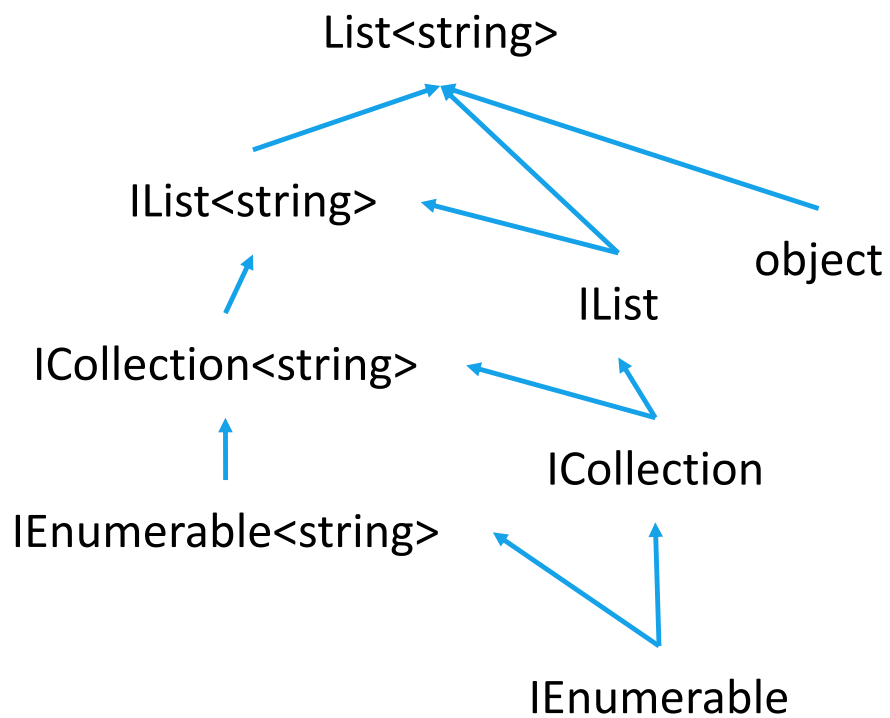 List<string>
IList<string>
object
IList
ICollection<string>
ICollection
IEnumerable<string>
IEnumerable